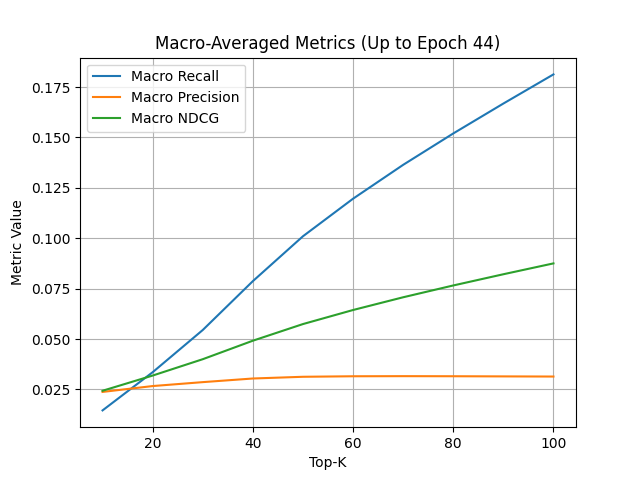 Macro-Averaged Metrics (Up to Epoch 44)
Macro Recall
Macro Precision
Macro NDCG
Metric Value
0.175
0.150
0.125
0.100
0.075
0.050
0.025
20 40 60 80 100
Top-K